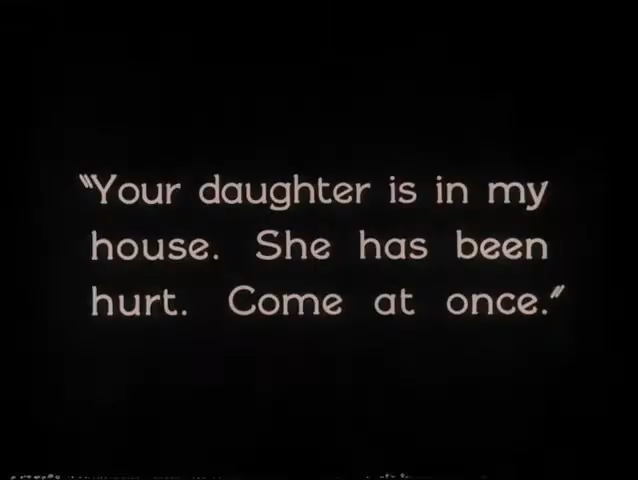 "Your daughter is in my
house. She has been
hurt. Come at once."